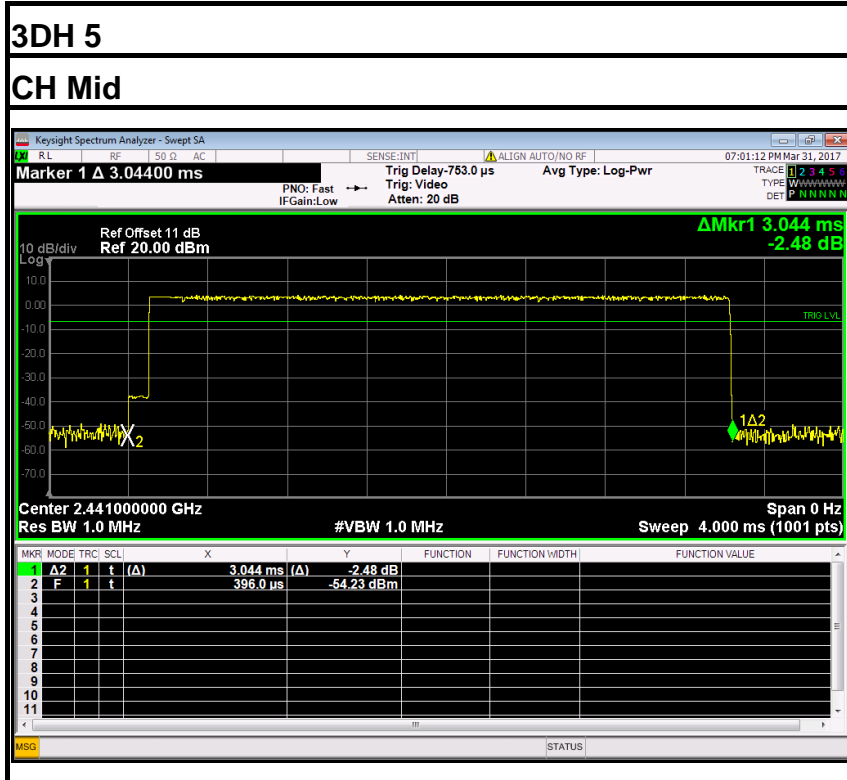 3DH 5
CH Mid
Keysight Spectrum Analyzer - Swept SA
LXI RL RF 50 Ω AC SENSE:INT ALIGN AUTO/NO RF 07:01:12 PM Mar 31, 2017
Marker 1 Δ 3.04400 ms
PNO: Fast
IFGain:Low
Trig Delay-753.0 µs
Trig: Video
Atten: 20 dB
Avg Type: Log-Pwr
TRACE 1 2 3 4 5 6
TYPE WWWWWW
DET P N N N N N
ΔMkr1 3.044 ms
-2.48 dB
Ref Offset 11 dB
10 dB/div Ref 20.00 dBm
Log
10.0
0.00
TRIG LVL
-10.0
-20.0
-30.0
-40.0
-50.0
1Δ2
2
-60.0
-70.0
Center 2.441000000 GHz Span 0 Hz
Res BW 1.0 MHz #VBW 1.0 MHz Sweep 4.000 ms (1001 pts)
MKR MODE TRC SCL X Y FUNCTION FUNCTION WIDTH FUNCTION VALUE
1 Δ2 1 t (Δ) 3.044 ms (Δ) -2.48 dB
2 F 1 t 396.0 µs -54.23 dBm
3
4
5
6
7
8
9
10
11
MSG STATUS